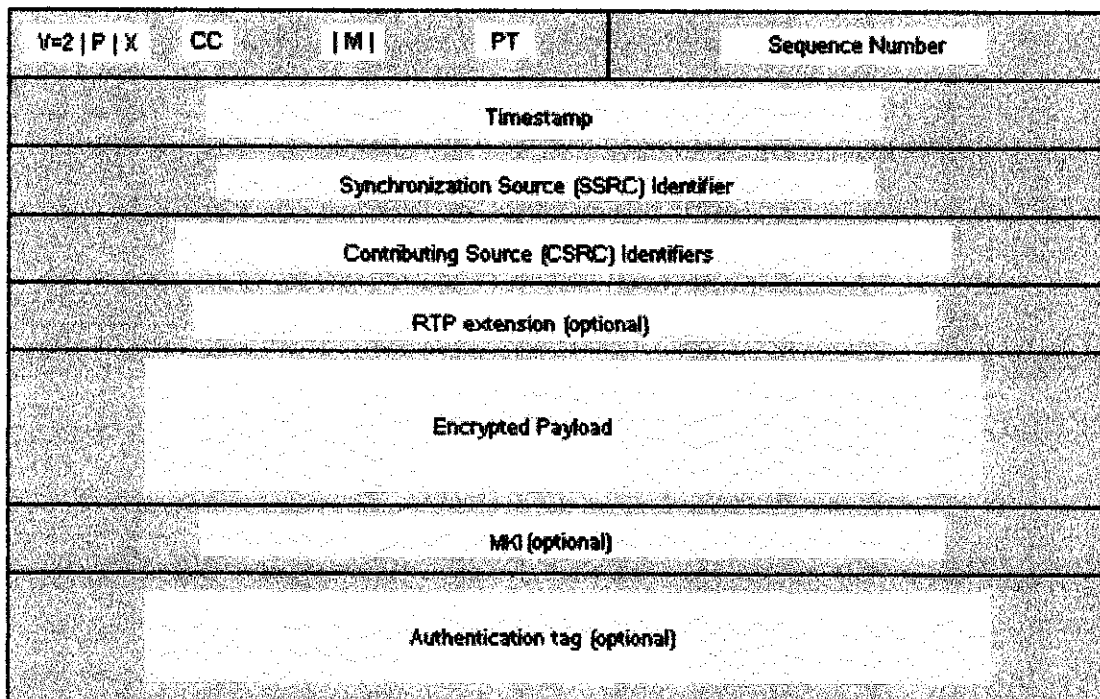 V=2 | P | X CC | M | PT Sequence Number
Timestamp
Synchronization Source (SSRC) Identifier
Contributing Source (CSRC) Identifiers
RTP extension (optional)
Encrypted Payload
MKI (optional)
Authentication tag (optional)